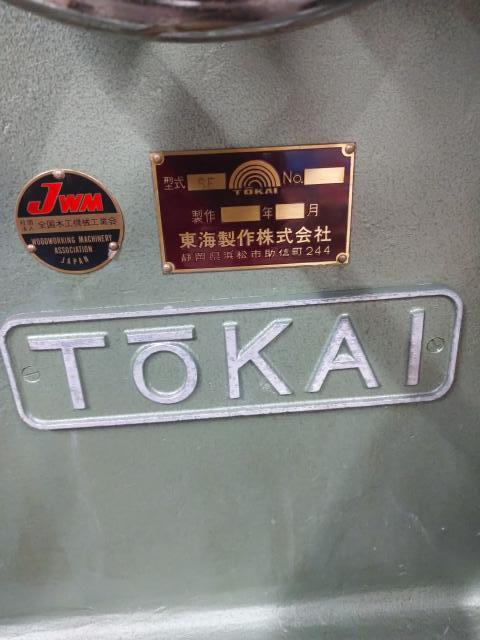 JWM
社団法人 全国木工機械工業会
WOODWORKING MACHINERY
ASSOCIATION
JAPAN
型式 SF TOKAI No.
製作 年 月
東海製作株式会社
静岡県浜松市助信町244
TŌKAI